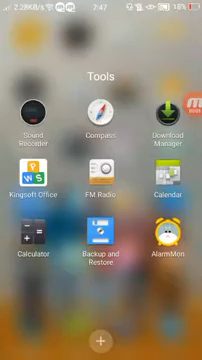 2.28KB/s 2:47 18%
Tools
Sound Recorder
Compass
Download Manager
Kingsoft Office
FM Radio
Calendar
Calculator
Backup and Restore
AlarmMon